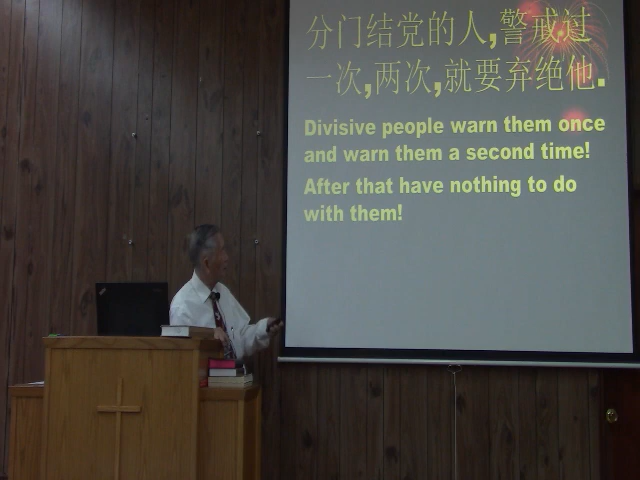 分门结党的人,警戒过
一次,两次,就要弃绝他.
Divisive people warn them once
and warn them a second time!
After that have nothing to do
with them!